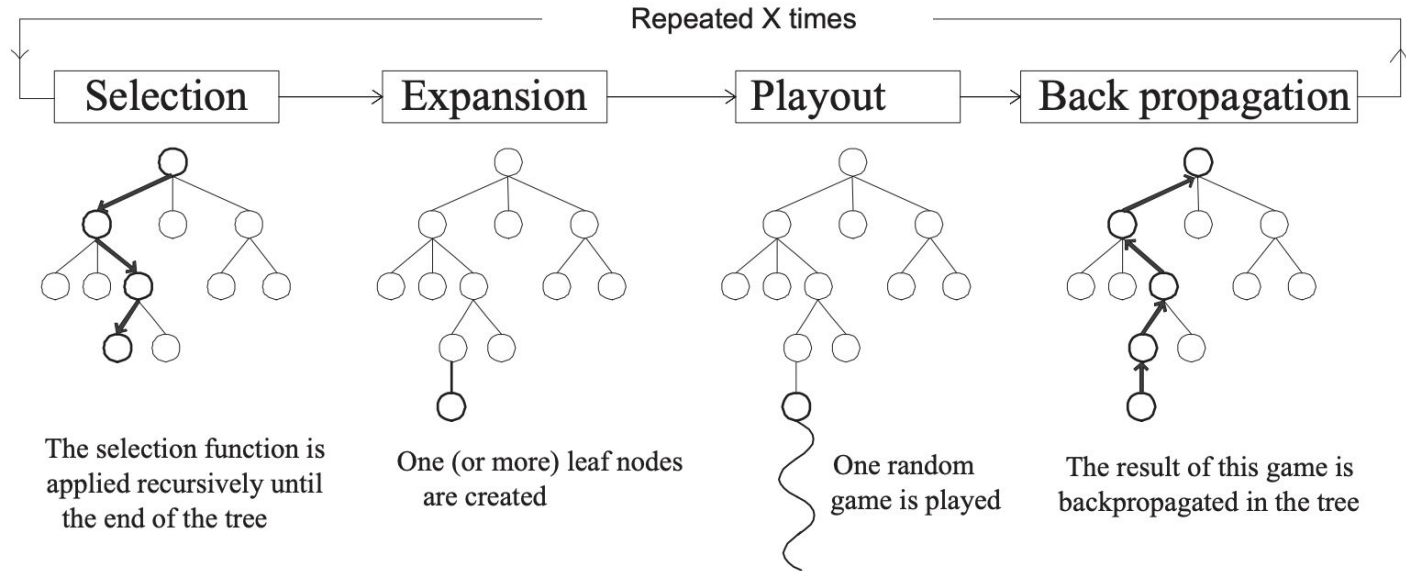 Repeated X times
Selection
Expansion
Playout
Back propagation
The selection function is
applied recursively until
the end of the tree
One (or more) leaf nodes
are created
One random
game is played
The result of this game is
backpropagated in the tree